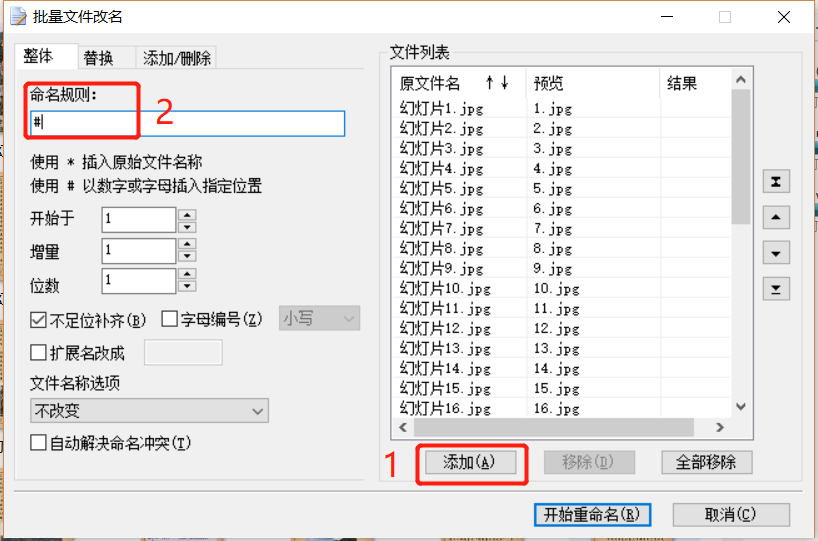 批量文件改名
整体 替换 添加/删除
命名规则:
2
#
使用 * 插入原始文件名称
使用 # 以数字或字母插入指定位置
开始于 1
增量 1
位数 1
不足位补齐(B) 字母编号(Z) 小写
扩展名改成
文件名称选项
不改变
自动解决命名冲突(T)
文件列表
原文件名 ↑↓ 预览 结果
幻灯片1.jpg 1.jpg
幻灯片2.jpg 2.jpg
幻灯片3.jpg 3.jpg
幻灯片4.jpg 4.jpg
幻灯片5.jpg 5.jpg
幻灯片6.jpg 6.jpg
幻灯片7.jpg 7.jpg
幻灯片8.jpg 8.jpg
幻灯片9.jpg 9.jpg
幻灯片10.jpg 10.jpg
幻灯片11.jpg 11.jpg
幻灯片12.jpg 12.jpg
幻灯片13.jpg 13.jpg
幻灯片14.jpg 14.jpg
幻灯片15.jpg 15.jpg
幻灯片16.jpg 16.jpg
1 添加(A) 移除(D) 全部移除
开始重命名(R) 取消(C)